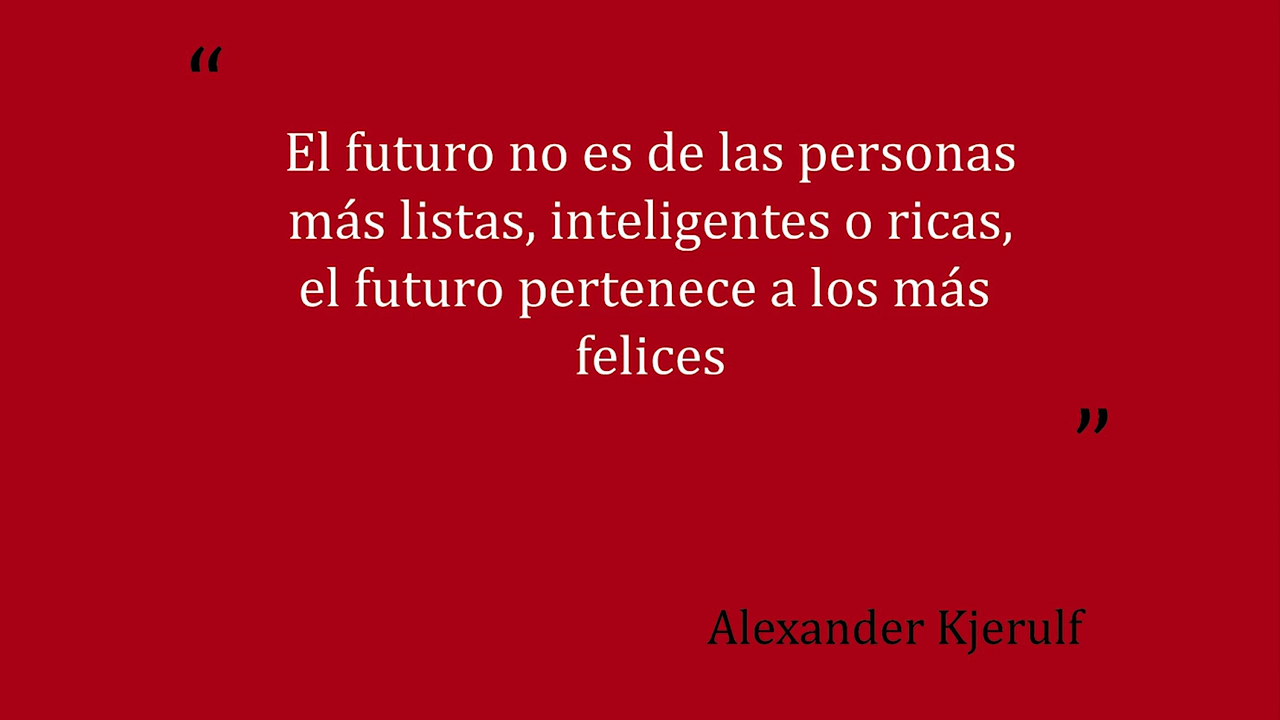 “
El futuro no es de las personas
más listas, inteligentes o ricas,
el futuro pertenece a los más
felices
”
Alexander Kjerulf